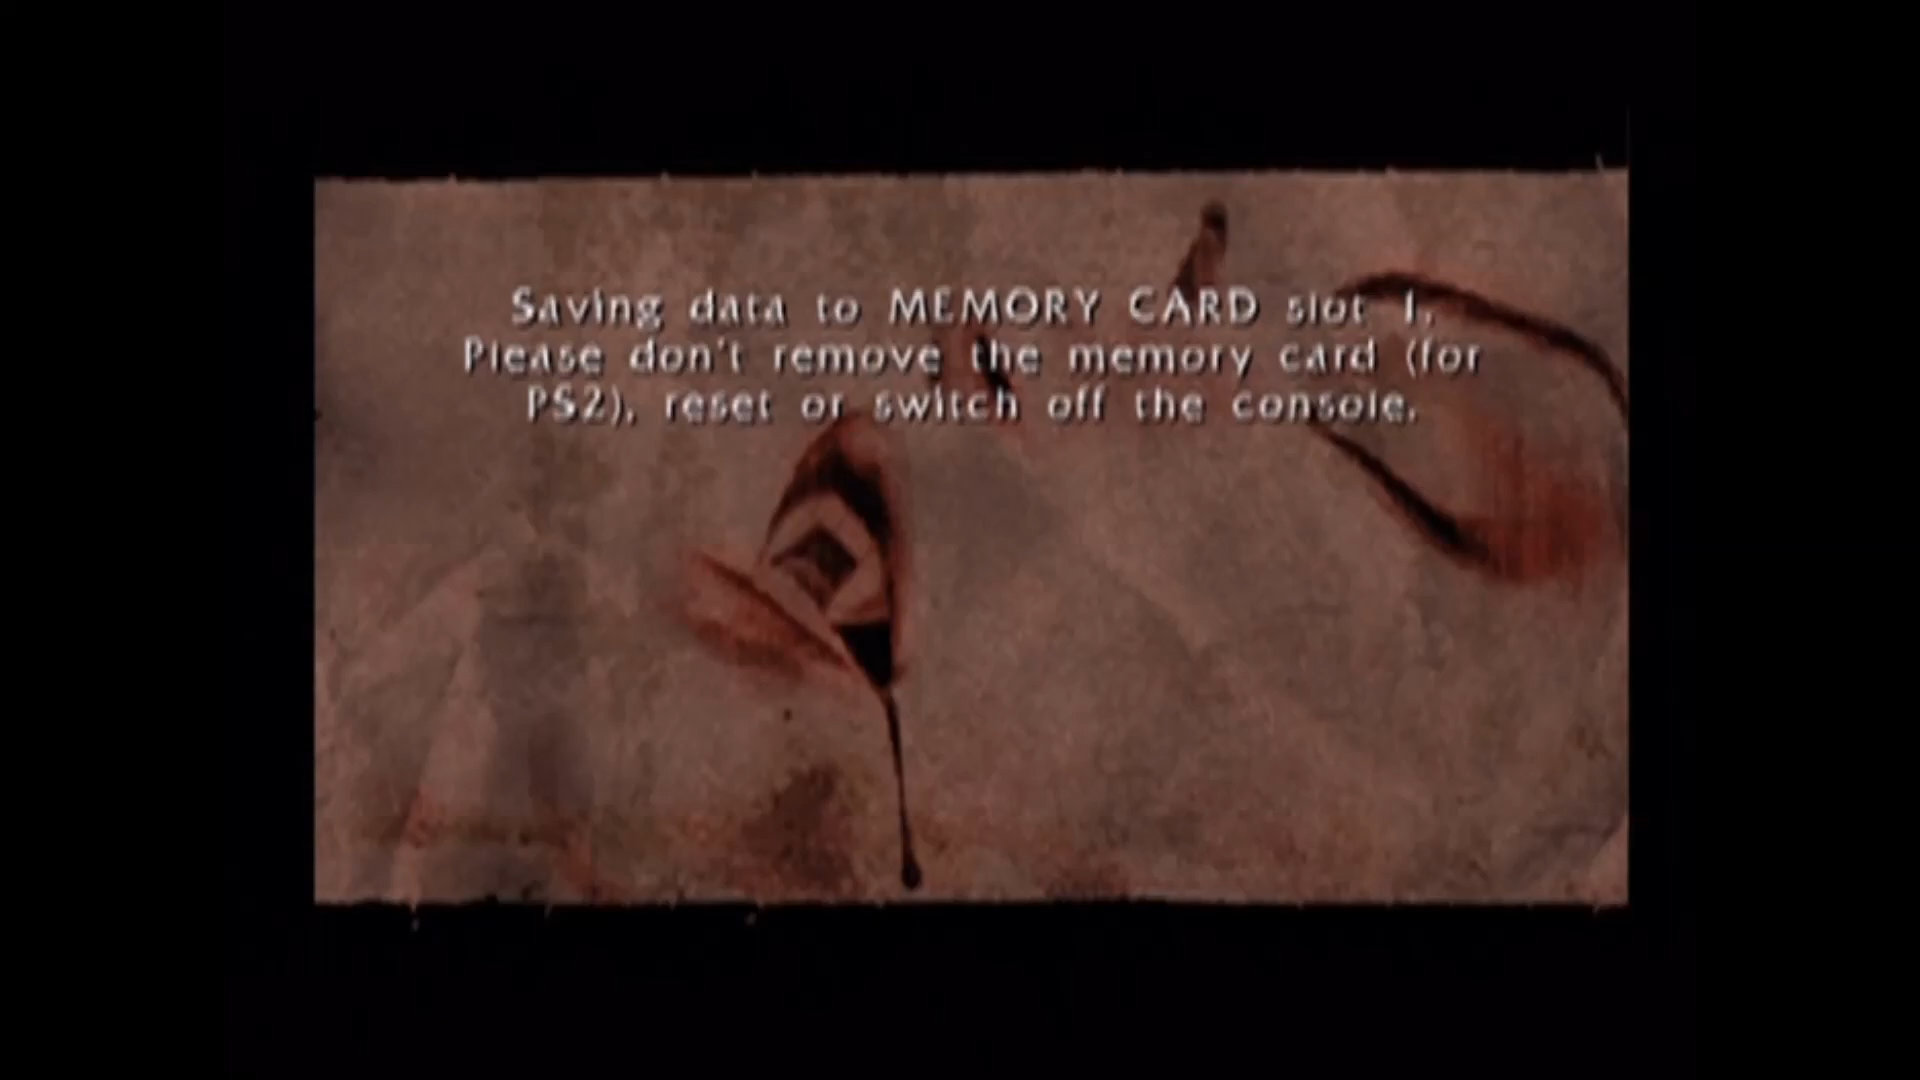 Saving data to MEMORY CARD slot 1.
Please don't remove the memory card (for
PS2), reset or switch off the console.